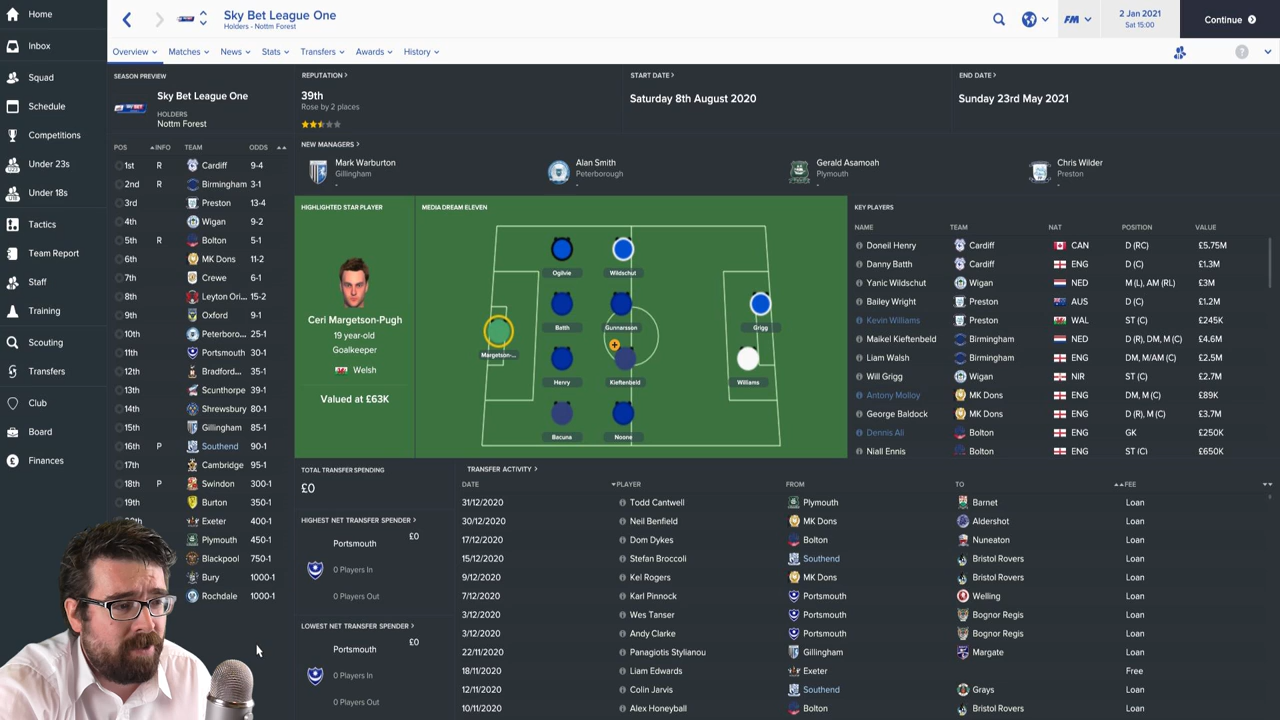 Home
Inbox
Squad
Schedule
Competitions
Under 23s
Under 18s
Tactics
Team Report
Staff
Training
Scouting
Transfers
Club
Board
Finances
Sky Bet League One
Holders - Nottm Forest
FM
2 Jan 2021
Sat 15:00
Continue
Overview Matches News Stats Transfers Awards History
SEASON PREVIEW
Sky Bet League One
HOLDERS
Nottm Forest
POS INFO TEAM ODDS
1st R Cardiff 9-4
2nd R Birmingham 3-1
3rd Preston 13-4
4th Wigan 9-2
5th R Bolton 5-1
6th MK Dons 11-2
7th Crewe 6-1
8th Leyton Ori... 15-2
9th Oxford 9-1
10th Peterboro... 25-1
11th Portsmouth 30-1
12th Bradford... 35-1
13th Scunthorpe 39-1
14th Shrewsbury 80-1
15th Gillingham 85-1
16th P Southend 90-1
17th Cambridge 95-1
18th P Swindon 300-1
19th Burton 350-1
Exeter 400-1
Plymouth 450-1
Blackpool 750-1
Bury 1000-1
Rochdale 1000-1
REPUTATION >
39th
Rose by 2 places
START DATE >
Saturday 8th August 2020
END DATE >
Sunday 23rd May 2021
NEW MANAGERS >
Mark Warburton
Gillingham
-
Alan Smith
Peterborough
-
Gerald Asamoah
Plymouth
-
Chris Wilder
Preston
-
HIGHLIGHTED STAR PLAYER
Ceri Margetson-Pugh
19 year-old
Goalkeeper
Welsh
Valued at £63K
MEDIA DREAM ELEVEN
Ogilvie Wildschut
Batth Gunnarsson Grigg
Margetson-...
Henry Kieftenbeld Williams
Bacuna Noone
KEY PLAYERS
NAME TEAM NAT POSITION VALUE
Doneil Henry Cardiff CAN D (RC) £5.75M
Danny Batth Cardiff ENG D (C) £1.3M
Yanic Wildschut Wigan NED M (L), AM (RL) £3M
Bailey Wright Preston AUS D (C) £1.2M
Kevin Williams Preston WAL ST (C) £245K
Maikel Kieftenbeld Birmingham NED D (R), DM, M (C) £4.6M
Liam Walsh Birmingham ENG DM, M/AM (C) £2.5M
Will Grigg Wigan NIR ST (C) £2.7M
Antony Molloy MK Dons ENG DM, M (C) £89K
George Baldock MK Dons ENG D (R), M (C) £3.7M
Dennis Ali Bolton ENG GK £250K
Niall Ennis Bolton ENG ST (C) £650K
TOTAL TRANSFER SPENDING
£0
HIGHEST NET TRANSFER SPENDER >
Portsmouth £0
0 Players In
0 Players Out
LOWEST NET TRANSFER SPENDER >
Portsmouth £0
0 Players In
0 Players Out
TRANSFER ACTIVITY >
DATE PLAYER FROM TO FEE
31/12/2020 Todd Cantwell Plymouth Barnet Loan
30/12/2020 Neil Benfield MK Dons Aldershot Loan
17/12/2020 Dom Dykes Bolton Nuneaton Loan
15/12/2020 Stefan Broccoli Southend Bristol Rovers Loan
9/12/2020 Kel Rogers MK Dons Bristol Rovers Loan
7/12/2020 Karl Pinnock Portsmouth Welling Loan
3/12/2020 Wes Tanser Portsmouth Bognor Regis Loan
3/12/2020 Andy Clarke Portsmouth Bognor Regis Loan
22/11/2020 Panagiotis Stylianou Gillingham Margate Loan
18/11/2020 Liam Edwards Exeter Free
12/11/2020 Colin Jarvis Southend Grays Loan
10/11/2020 Alex Honeyball Bolton Bristol Rovers Loan